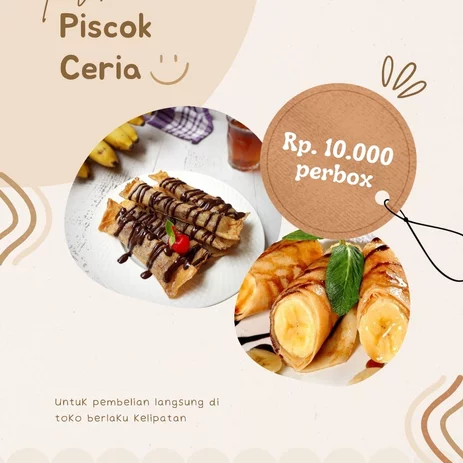 Piscok
Ceria
Rp. 10.000
perbox
Untuk pembelian langsung di
toko berlaku kelipatan